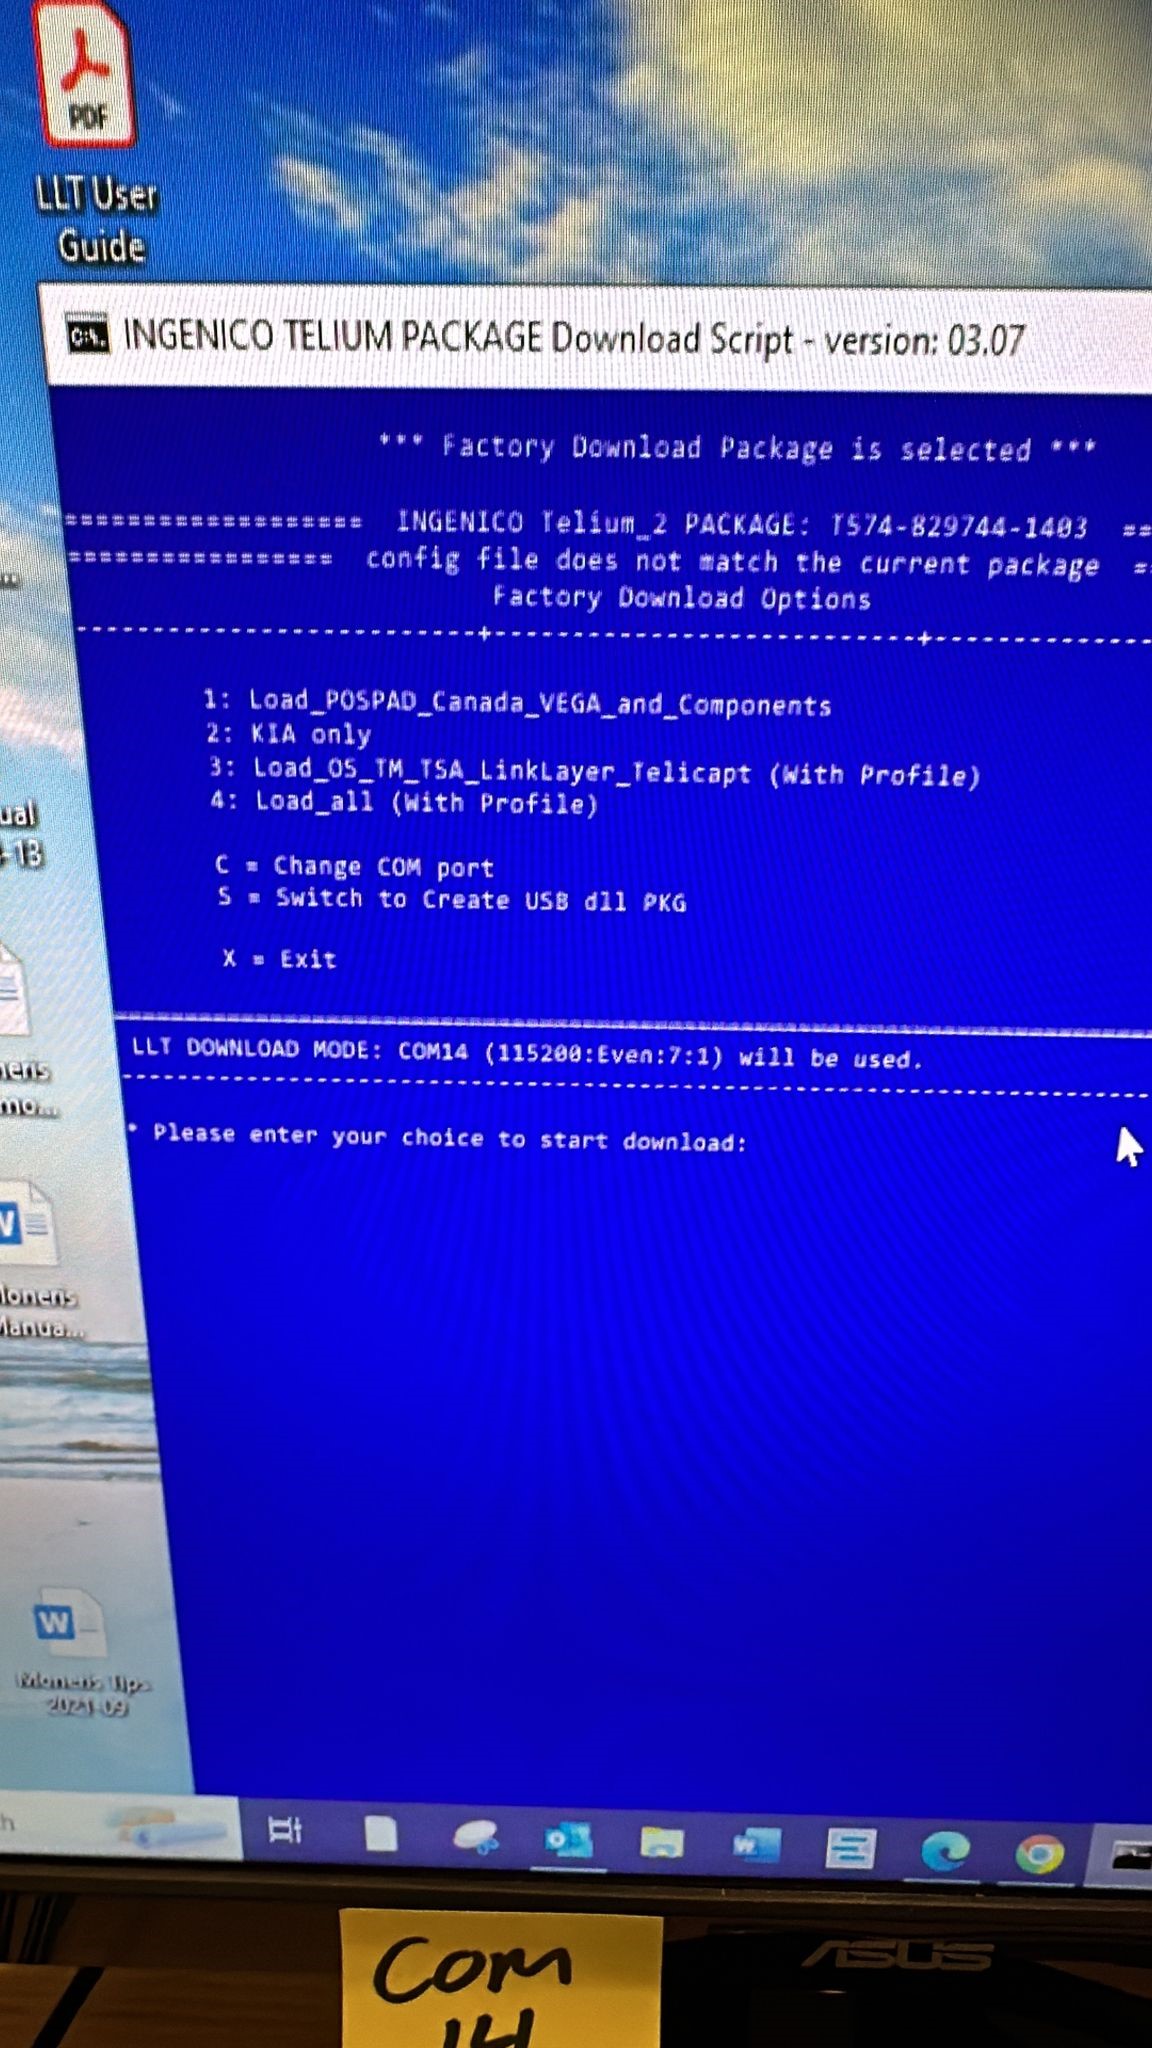 PDF
LLT User
Guide
INGENICO TELIUM PACKAGE Download Script - version: 03.07
*** Factory Download Package is selected ***
=================== INGENICO Telium_2 PACKAGE: T574-829744-1403 ==
================= config file does not match the current package =
Factory Download Options
1: Load_POSPAD_Canada_VEGA_and_Components
2: KIA only
3: Load_OS_TM_TSA_LinkLayer_Telicapt (With Profile)
4: Load_all (With Profile)
C = Change COM port
S = Switch to Create USB dll PKG
X = Exit
LLT DOWNLOAD MODE: COM14 (115200:Even:7:1) will be used.
* Please enter your choice to start download:
ual
-13
neris
mo...
W
Moneris
Manua...
W
Moneris Tips
2021-09
h
ASUS
Com
14